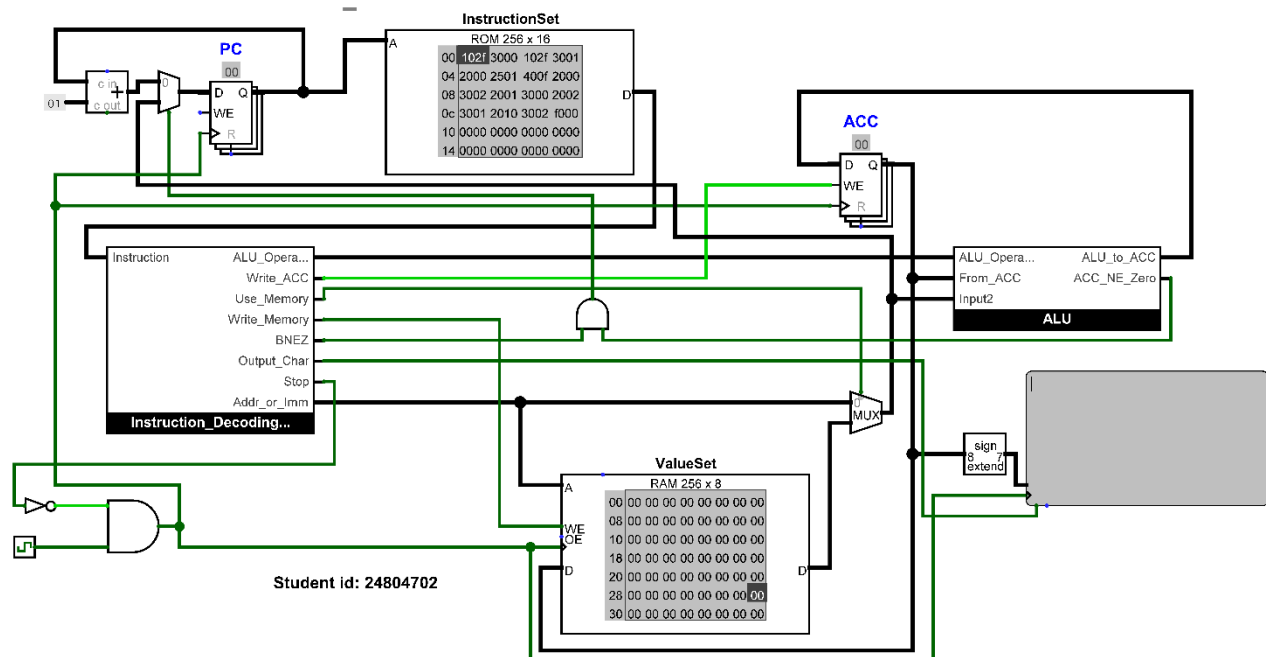 InstructionSet
ROM 256 x 16
PC
00
A
00 102f 3000 102f 3001
04 2000 2501 400f 2000
08 3002 2001 3000 2002
0c 3001 2010 3002 f000
10 0000 0000 0000 0000
14 0000 0000 0000 0000
D
c in
+
c out
01
0
D Q
WE
R
ACC
00
D Q
WE
R
Instruction
ALU_Opera...
Write_ACC
Use_Memory
Write_Memory
BNEZ
Output_Char
Stop
Addr_or_Imm
Instruction_Decoding...
ALU_Opera...
ALU_to_ACC
From_ACC
ACC_NE_Zero
Input2
ALU
0
MUX
sign
8 7
extend
ValueSet
RAM 256 x 8
A
00 00 00 00 00 00 00 00 00
08 00 00 00 00 00 00 00 00
10 00 00 00 00 00 00 00 00
18 00 00 00 00 00 00 00 00
20 00 00 00 00 00 00 00 00
28 00 00 00 00 00 00 00 00
30 00 00 00 00 00 00 00 00
WE
OE
D
D
Student id: 24804702